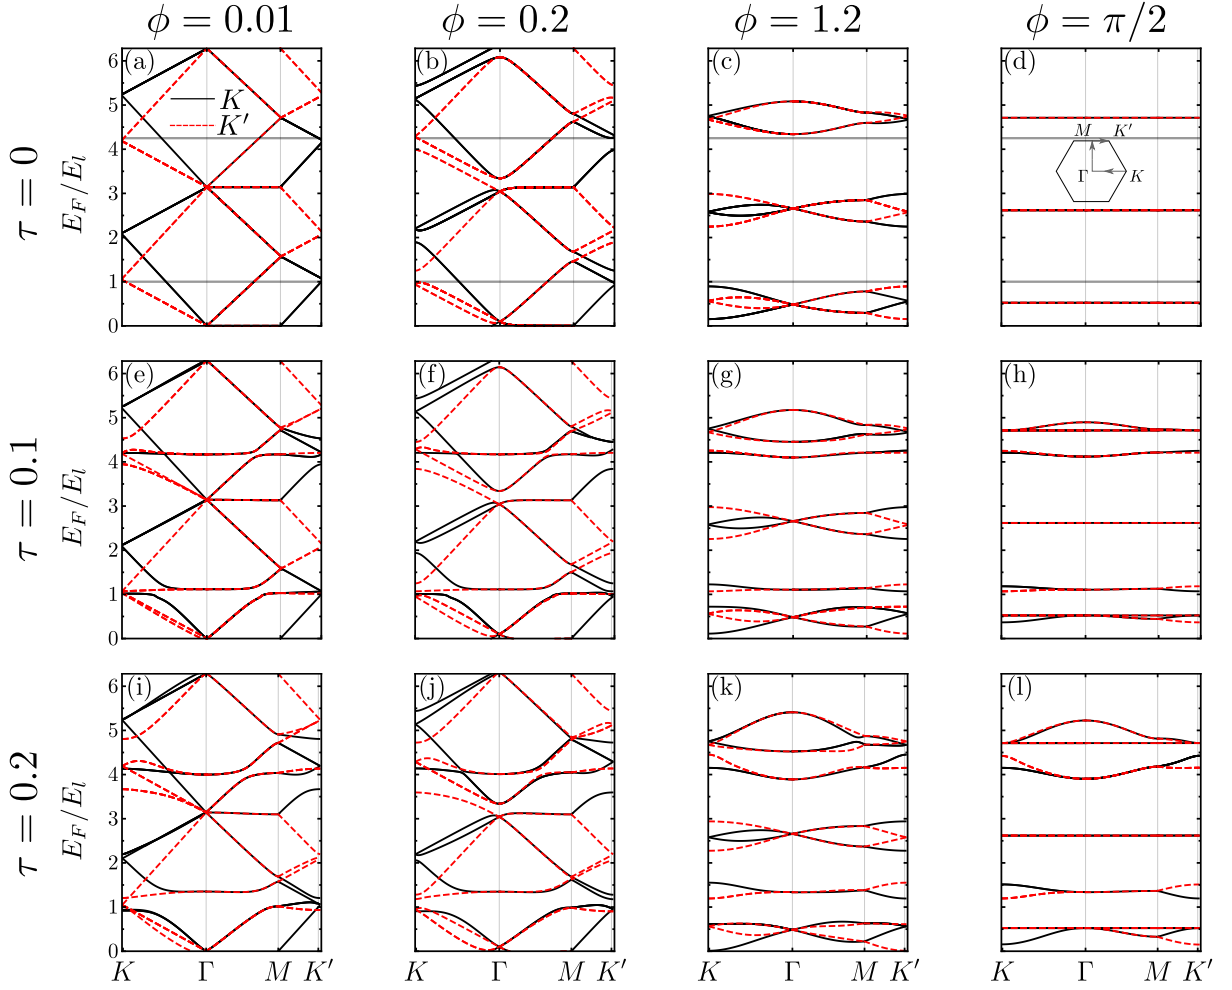 ϕ = 0.01 ϕ = 0.2 ϕ = 1.2 ϕ = π/2
τ = 0
E_F/E_l
6
5
4
3
2
1
0
(a)
K
K′
(b)
(c)
(d)
M K′
Γ K
τ = 0.1
E_F/E_l
6
5
4
3
2
1
0
(e)
(f)
(g)
(h)
τ = 0.2
E_F/E_l
6
5
4
3
2
1
0
(i)
(j)
(k)
(l)
K Γ M K′ K Γ M K′ K Γ M K′ K Γ M K′